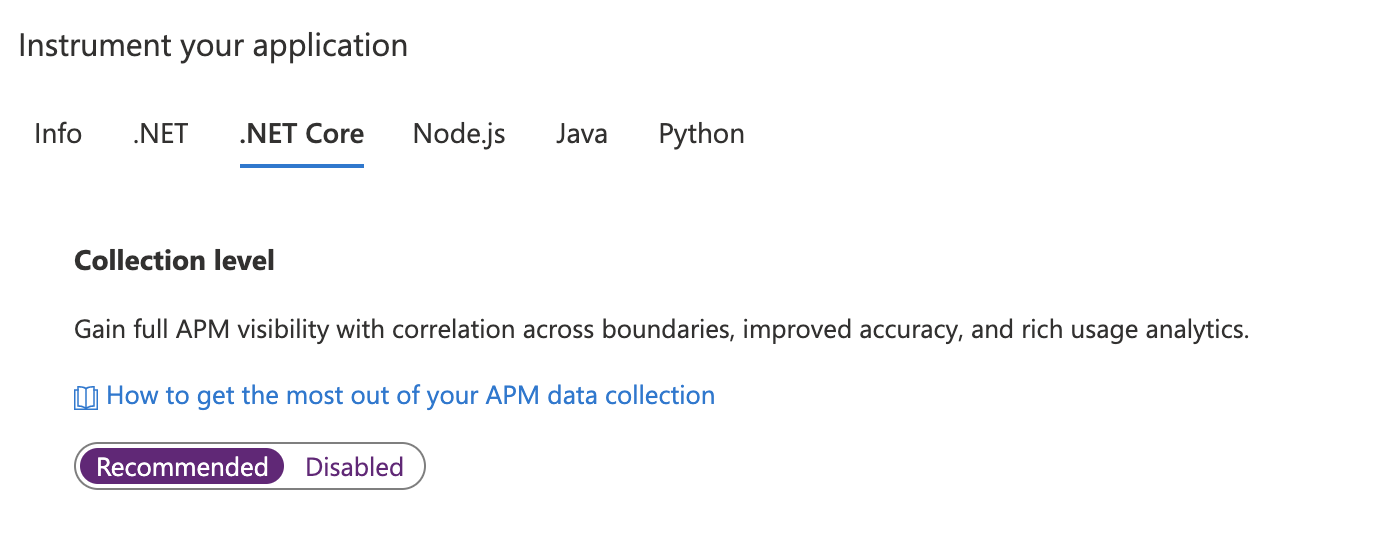 Instrument your application
Info .NET .NET Core Node.js Java Python
Collection level
Gain full APM visibility with correlation across boundaries, improved accuracy, and rich usage analytics.
How to get the most out of your APM data collection
Recommended Disabled